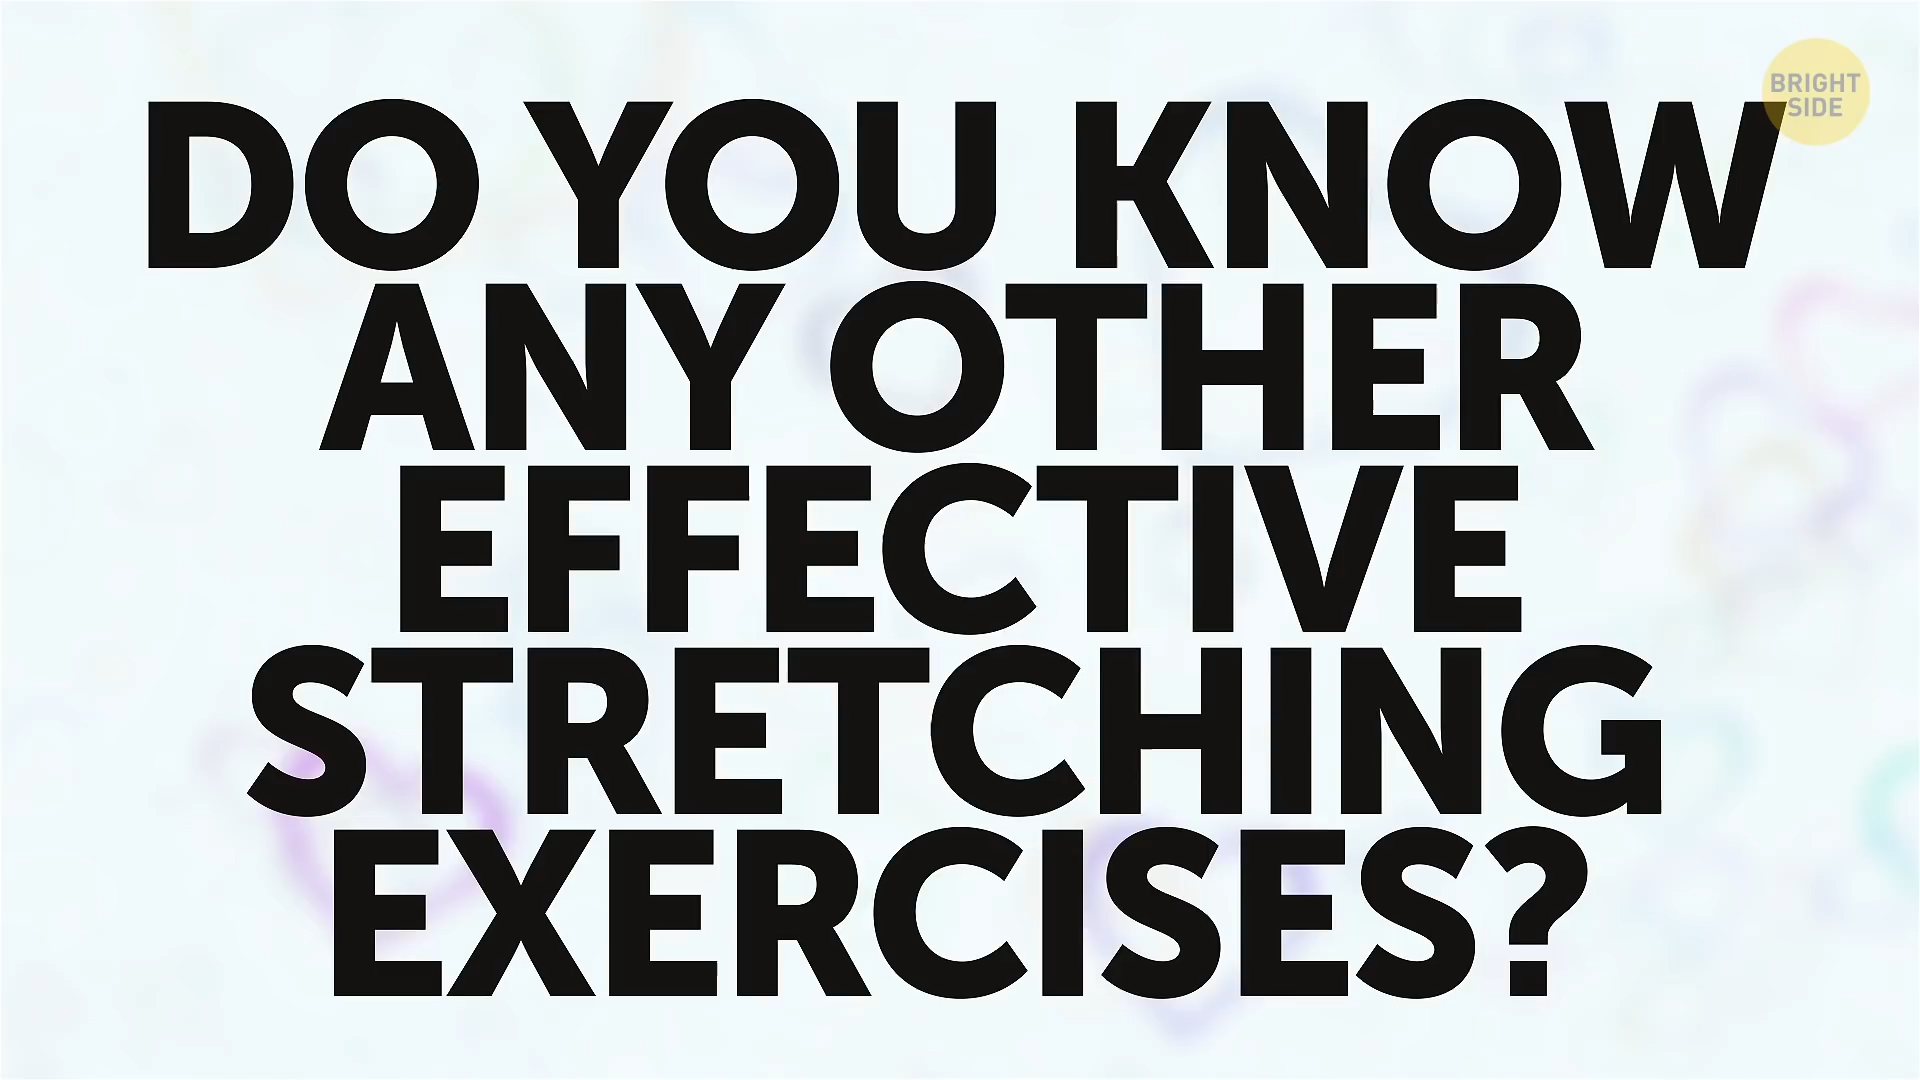 BRIGHT
SIDE
DO YOU KNOW
ANY OTHER
EFFECTIVE
STRETCHING
EXERCISES?